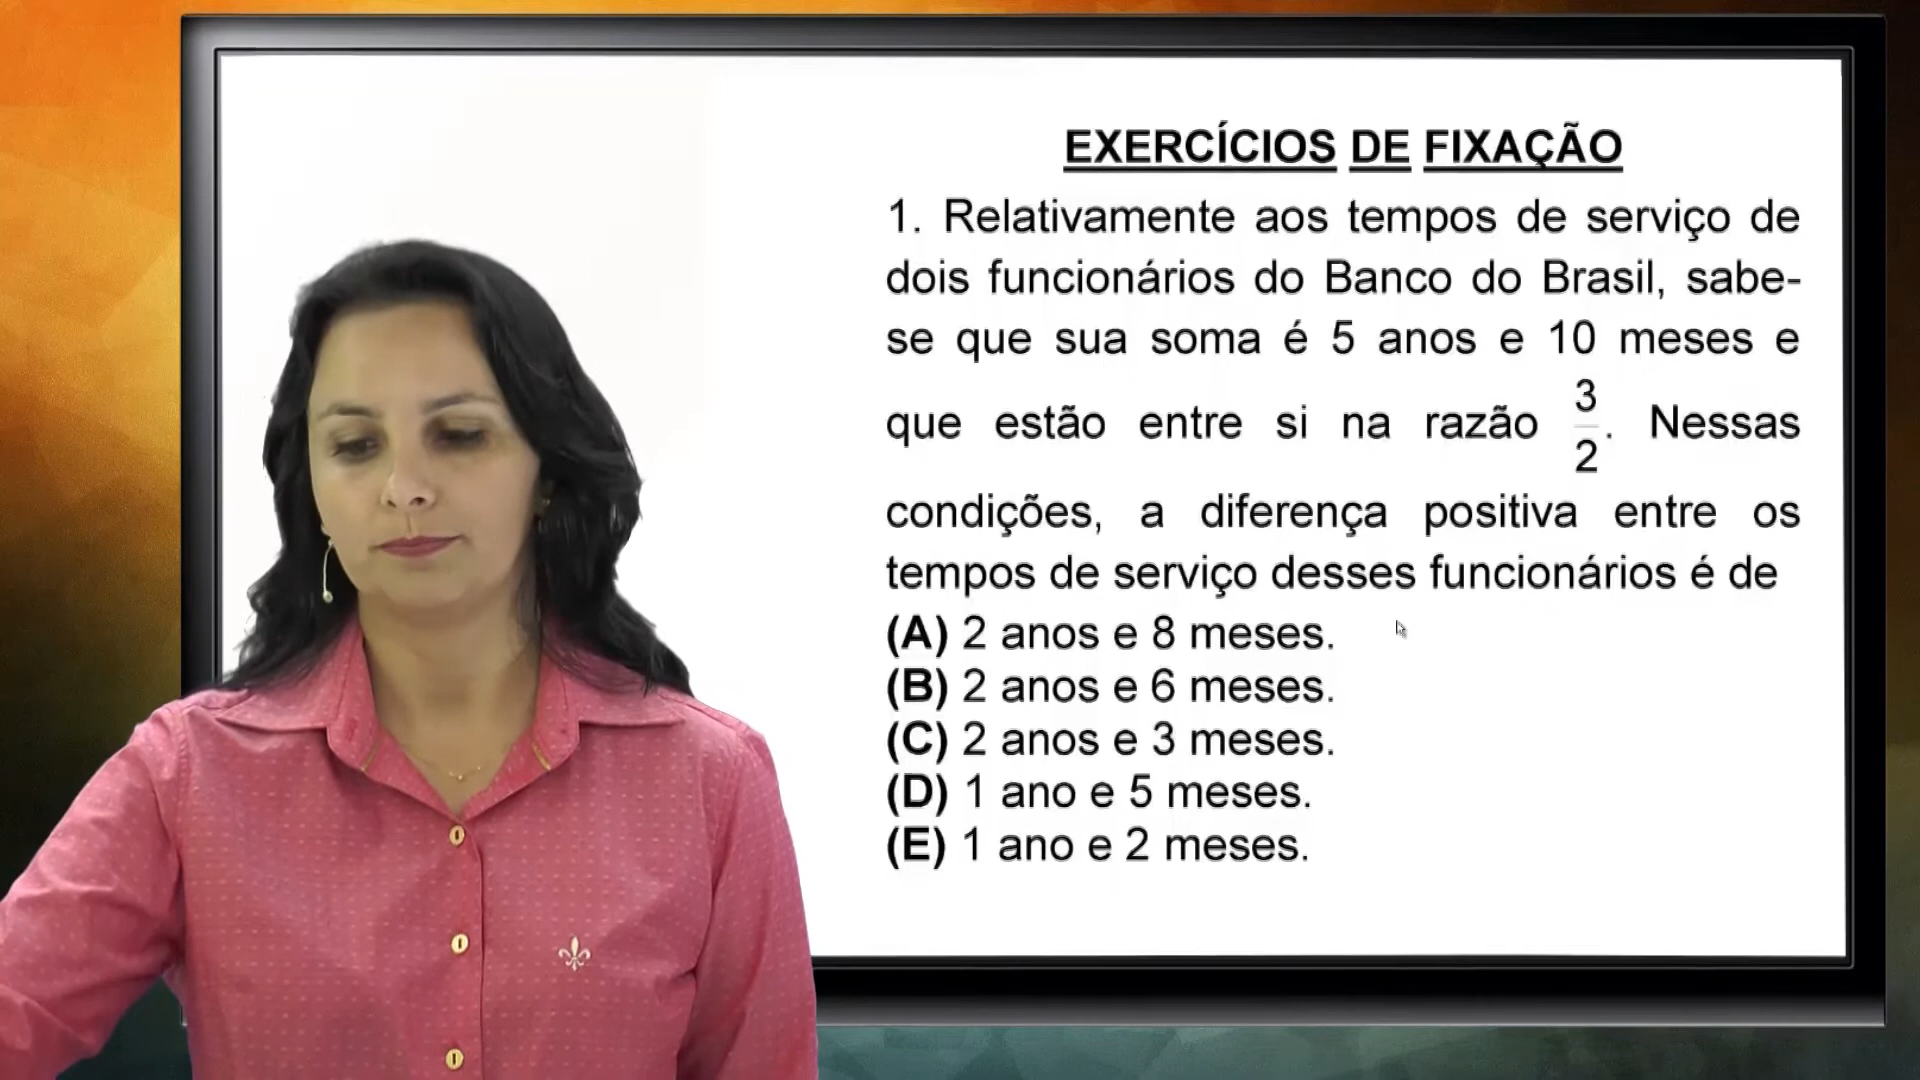 EXERCÍCIOS DE FIXAÇÃO
1. Relativamente aos tempos de serviço de
dois funcionários do Banco do Brasil, sabe-
se que sua soma é 5 anos e 10 meses e
que estão entre si na razão 3/2. Nessas
condições, a diferença positiva entre os
tempos de serviço desses funcionários é de
(A) 2 anos e 8 meses.
(B) 2 anos e 6 meses.
(C) 2 anos e 3 meses.
(D) 1 ano e 5 meses.
(E) 1 ano e 2 meses.